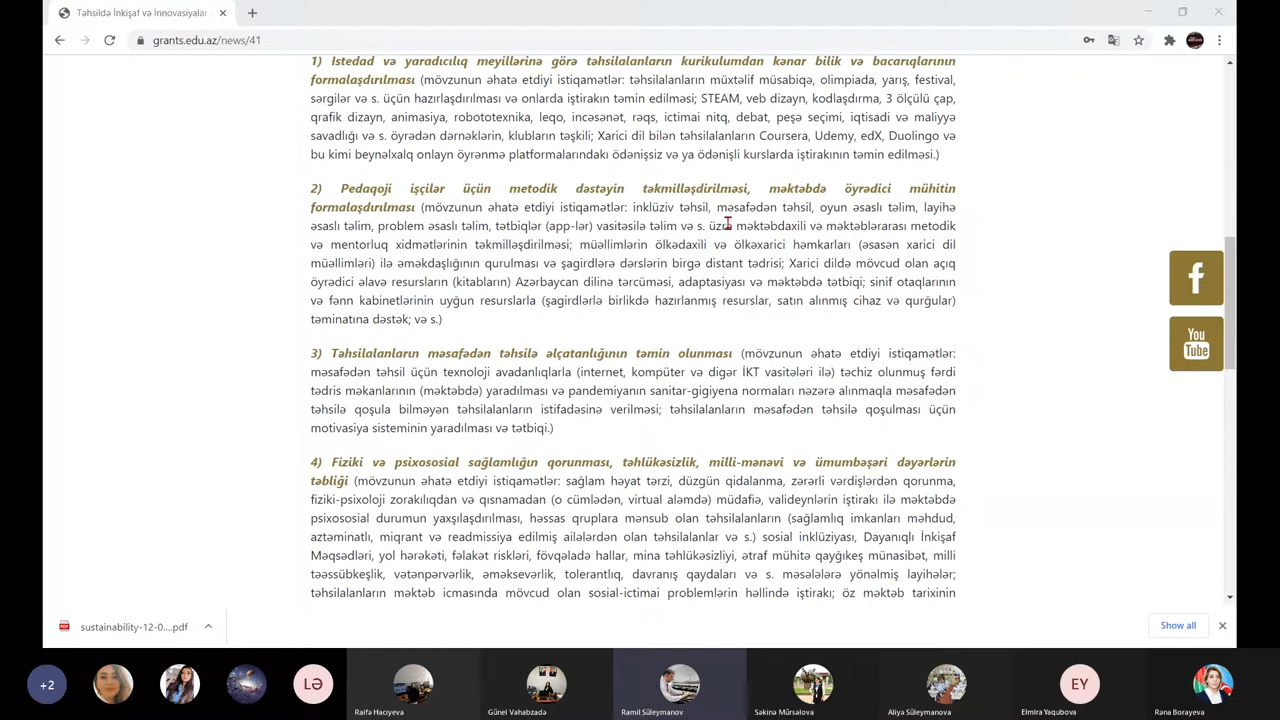 Təhsildə İnkişaf və İnnovasiyalar
grants.edu.az/news/41
1) İstedad və yaradıcılıq meyillərinə görə təhsilalanların kurikulumdan kənar bilik və bacarıqlarının
formalaşdırılması (mövzunun əhatə etdiyi istiqamətlər: təhsilalanların müxtəlif müsabiqə, olimpiada, yarış, festival,
sərgilər və s. üçün hazırlaşdırılması və onlarda iştirakın təmin edilməsi; STEAM, veb dizayn, kodlaşdırma, 3 ölçülü çap,
qrafik dizayn, animasiya, robototexnika, leqo, incəsənət, rəqs, ictimai nitq, debat, peşə seçimi, iqtisadi və maliyyə
savadlığı və s. öyrədən dərnəklərin, klubların təşkili; Xarici dil bilən təhsilalanların Coursera, Udemy, edX, Duolingo və
bu kimi beynəlxalq onlayn öyrənmə platformalarındakı ödənişsiz və ya ödənişli kurslarda iştirakının təmin edilməsi.)
2) Pedaqoji işçilər üçün metodik dəstəyin təkmilləşdirilməsi, məktəbdə öyrədici mühitin
formalaşdırılması (mövzunun əhatə etdiyi istiqamətlər: inklüziv təhsil, məsafədən təhsil, oyun əsaslı təlim, layihə
əsaslı təlim, problem əsaslı təlim, tətbiqlər (app-lər) vasitəsilə təlim və s. üzrə məktəbdaxili və məktəblərarası metodik
və mentorluq xidmətlərinin təkmilləşdirilməsi; müəllimlərin ölkədaxili və ölkəxarici həmkarları (əsasən xarici dil
müəllimləri) ilə əməkdaşlığının qurulması və şagirdlərə dərslərin birgə distant tədrisi; Xarici dildə mövcud olan açıq
öyrədici əlavə resursların (kitabların) Azərbaycan dilinə tərcüməsi, adaptasiyası və məktəbdə tətbiqi; sinif otaqlarının
və fənn kabinetlərinin uyğun resurslarla (şagirdlərlə birlikdə hazırlanmış resurslar, satın alınmış cihaz və qurğular)
təminatına dəstək; və s.)
3) Təhsilalanların məsafədən təhsilə əlçatanlığının təmin olunması (mövzunun əhatə etdiyi istiqamətlər:
məsafədən təhsil üçün texnoloji avadanlıqlarla (internet, kompüter və digər İKT vasitələri ilə) təchiz olunmuş fərdi
tədris məkanlarının (məktəbdə) yaradılması və pandemiyanın sanitar-gigiyena normaları nəzərə alınmaqla məsafədən
təhsilə qoşula bilməyən təhsilalanların istifadəsinə verilməsi; təhsilalanların məsafədən təhsilə qoşulması üçün
motivasiya sisteminin yaradılması və tətbiqi.)
4) Fiziki və psixososial sağlamlığın qorunması, təhlükəsizlik, milli-mənəvi və ümumbəşəri dəyərlərin
təbliği (mövzunun əhatə etdiyi istiqamətlər: sağlam həyat tərzi, düzgün qidalanma, zərərli vərdişlərdən qorunma,
fiziki-psixoloji zorakılıqdan və qısnamadan (o cümlədən, virtual aləmdə) müdafiə, valideynlərin iştirakı ilə məktəbdə
psixososial durumun yaxşılaşdırılması, həssas qruplara mənsub olan təhsilalanların (sağlamlıq imkanları məhdud,
aztəminatlı, miqrant və readmissiya edilmiş ailələrdən olan təhsilalanlar və s.) sosial inklüziyası, Dayanıqlı İnkişaf
Məqsədləri, yol hərəkəti, fəlakət riskləri, fövqəladə hallar, mina təhlükəsizliyi, ətraf mühitə qayğıkeş münasibət, milli
təəssübkeşlik, vətənpərvərlik, əməksevərlik, tolerantlıq, davranış qaydaları və s. məsələlərə yönəlmiş layihələr;
təhsilalanların məktəb icmasında mövcud olan sosial-ictimai problemlərin həllində iştirakı; öz məktəb tarixinin
f
You
Tube
sustainability-12-0....pdf
Show all
+2
LƏ
EY
Raifə Hacıyeva
Günel Vahabzadə
Ramil Süleymanov
Səkinə Mürsəlova
Aliyə Süleymanova
Elmira Yaqubova
Rəna Borayeva